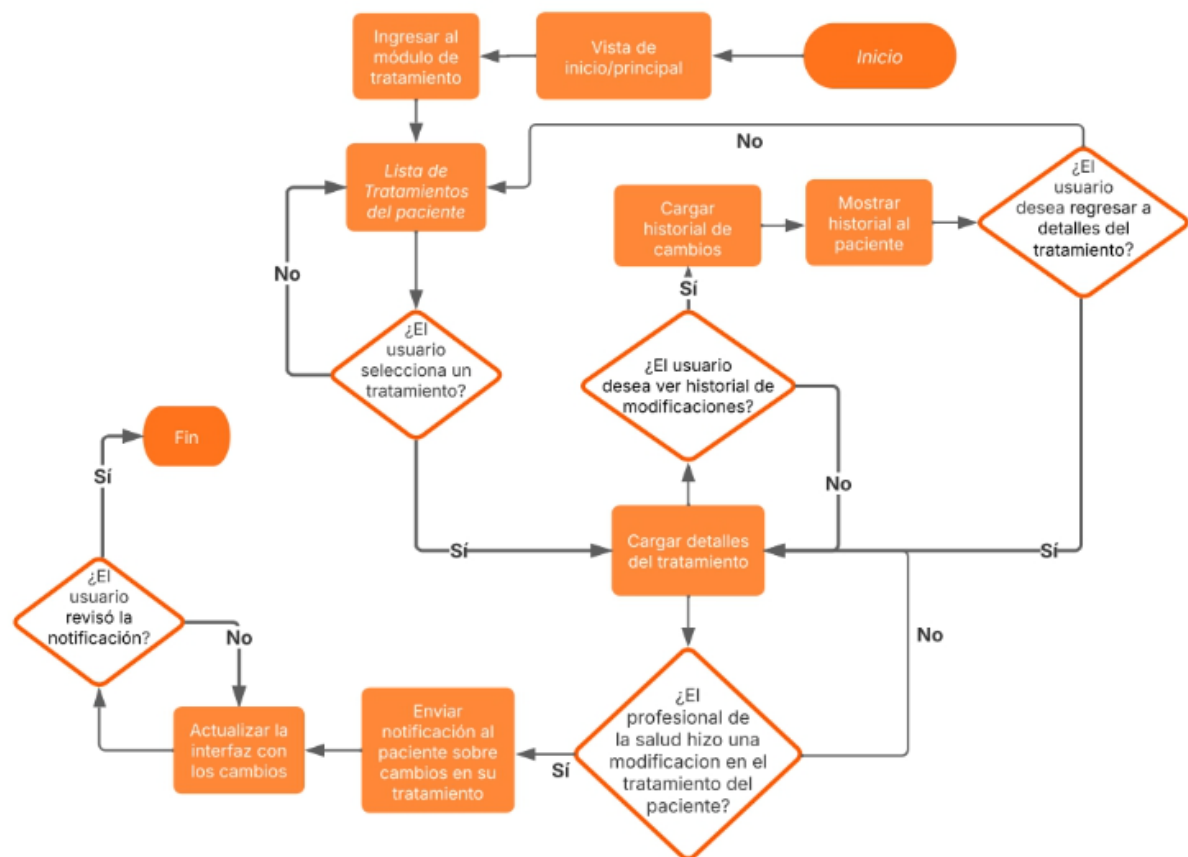 Ingresar al
módulo de
tratamiento
Vista de
inicio/principal
Inicio
No
Lista de
Tratamientos
del paciente
Cargar
historial de
cambios
Mostrar
historial al
paciente
¿El
usuario
desea regresar a
detalles del
tratamiento?
No
Sí
¿El
usuario
selecciona un
tratamiento?
¿El usuario
desea ver historial de
modificaciones?
Fin
Sí
No
Sí
Cargar detalles
del tratamiento
Sí
¿El
usuario
revisó la
notificación?
No
No
¿El
profesional de
la salud hizo una
modificacion en el
tratamiento del
paciente?
Enviar
notificación al
paciente sobre
cambios en su
tratamiento
Actualizar la
interfaz con
los cambios
Sí